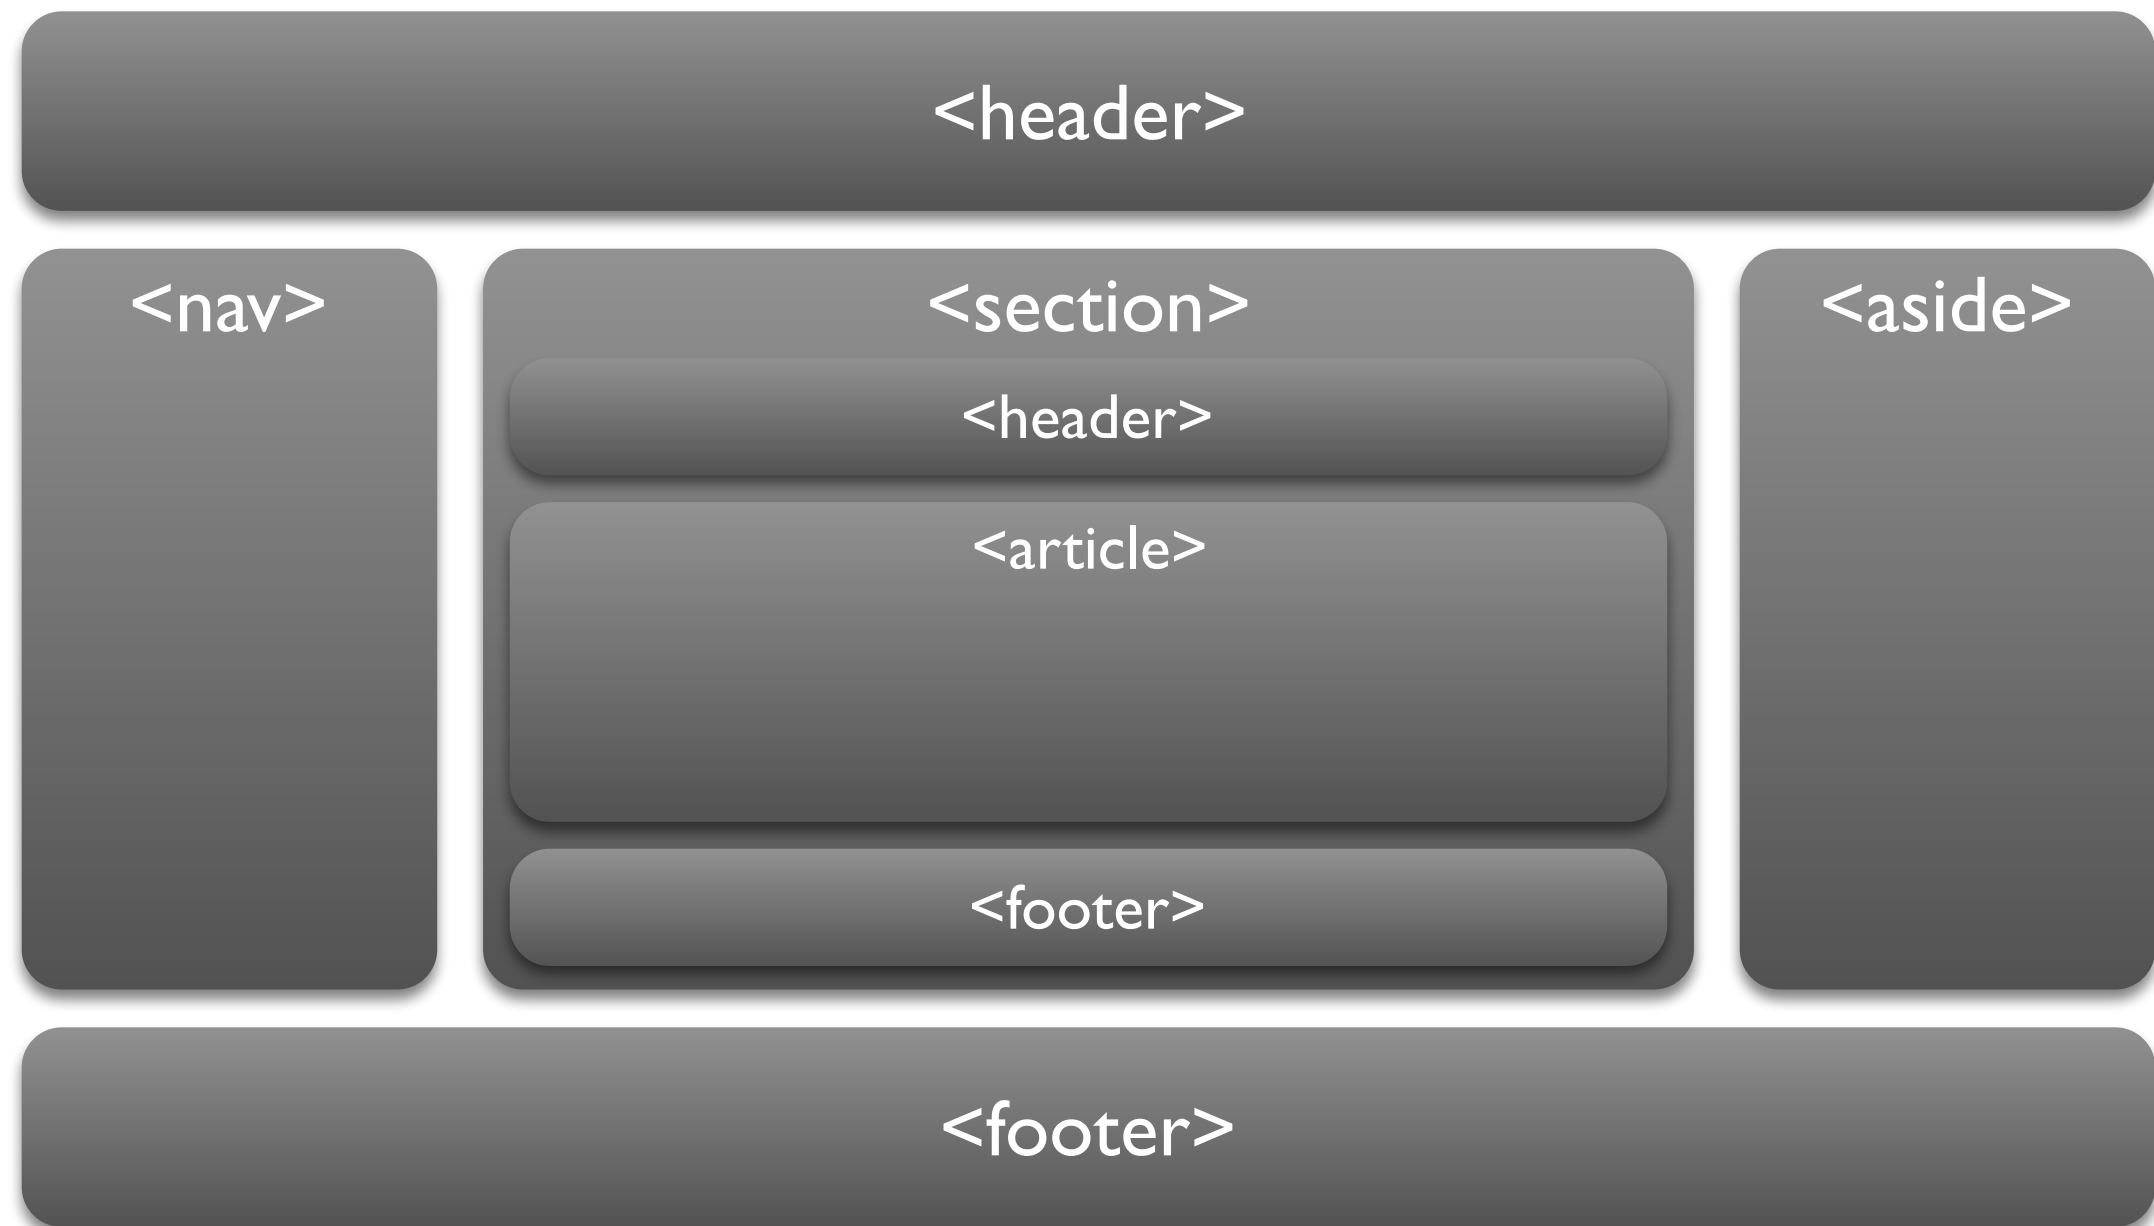 <header>
<nav>
<section>
<aside>
<header>
<article>
<footer>
<footer>